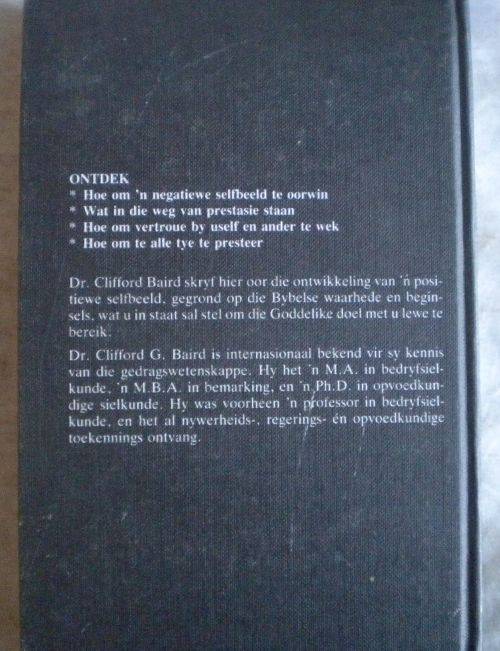 ONTDEK
* Hoe om 'n negatiewe selfbeeld te oorwin
* Wat in die weg van prestasie staan
* Hoe om vertroue by uself en ander te wek
* Hoe om te alle tye te presteer
Dr. Clifford Baird skryf hier oor die ontwikkeling van 'n posi-
tiewe selfbeeld, gegrond op die Bybelse waarhede en begin-
sels, wat u in staat sal stel om die Goddelike doel met u lewe te
bereik.
Dr. Clifford G. Baird is internasionaal bekend vir sy kennis
van die gedragswetenskappe. Hy het 'n M.A. in bedryfsiel-
kunde, 'n M.B.A. in bemarking, en 'n Ph.D. in opvoedkun-
dige sielkunde. Hy was voorheen 'n professor in bedryfsiel-
kunde, en het al nywerheids-, regerings- én opvoedkundige
toekennings ontvang.